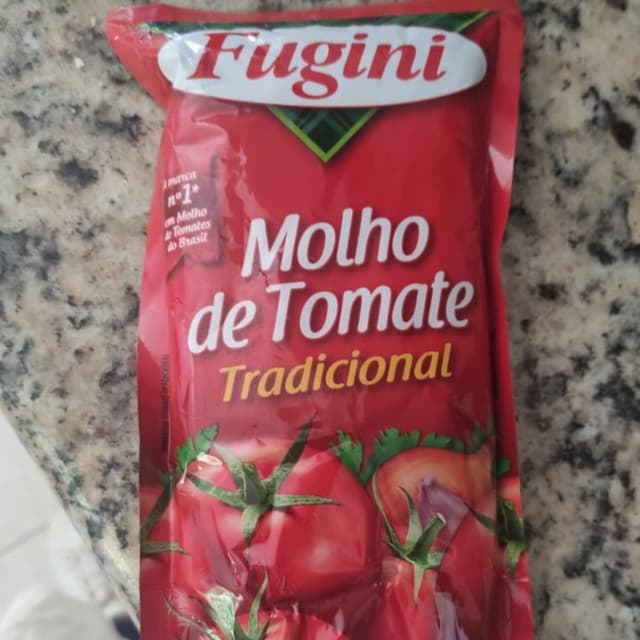 Fugini
A marca
nº1*
em Molho
de Tomates
do Brasil
Molho
de Tomate
Tradicional